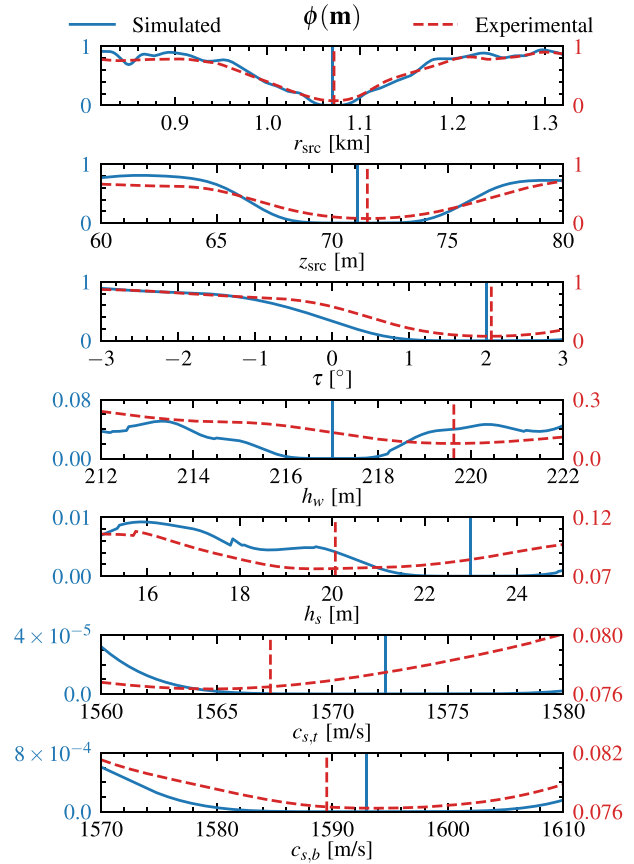 Simulated ϕ(m) Experimental
1 1
0 0
0.9 1.0 1.1 1.2 1.3
r_src [km]
1 1
0 0
60 65 70 75 80
z_src [m]
1 1
0 0
−3 −2 −1 0 1 2 3
τ [°]
0.08 0.3
0.00 0.0
212 214 216 218 220 222
h_w [m]
0.01 0.12
0.00 0.07
16 18 20 22 24
h_s [m]
4 × 10⁻⁵ 0.080
0.0 0.076
1560 1565 1570 1575 1580
c_s,t [m/s]
8 × 10⁻⁴ 0.082
0.0 0.076
1570 1580 1590 1600 1610
c_s,b [m/s]